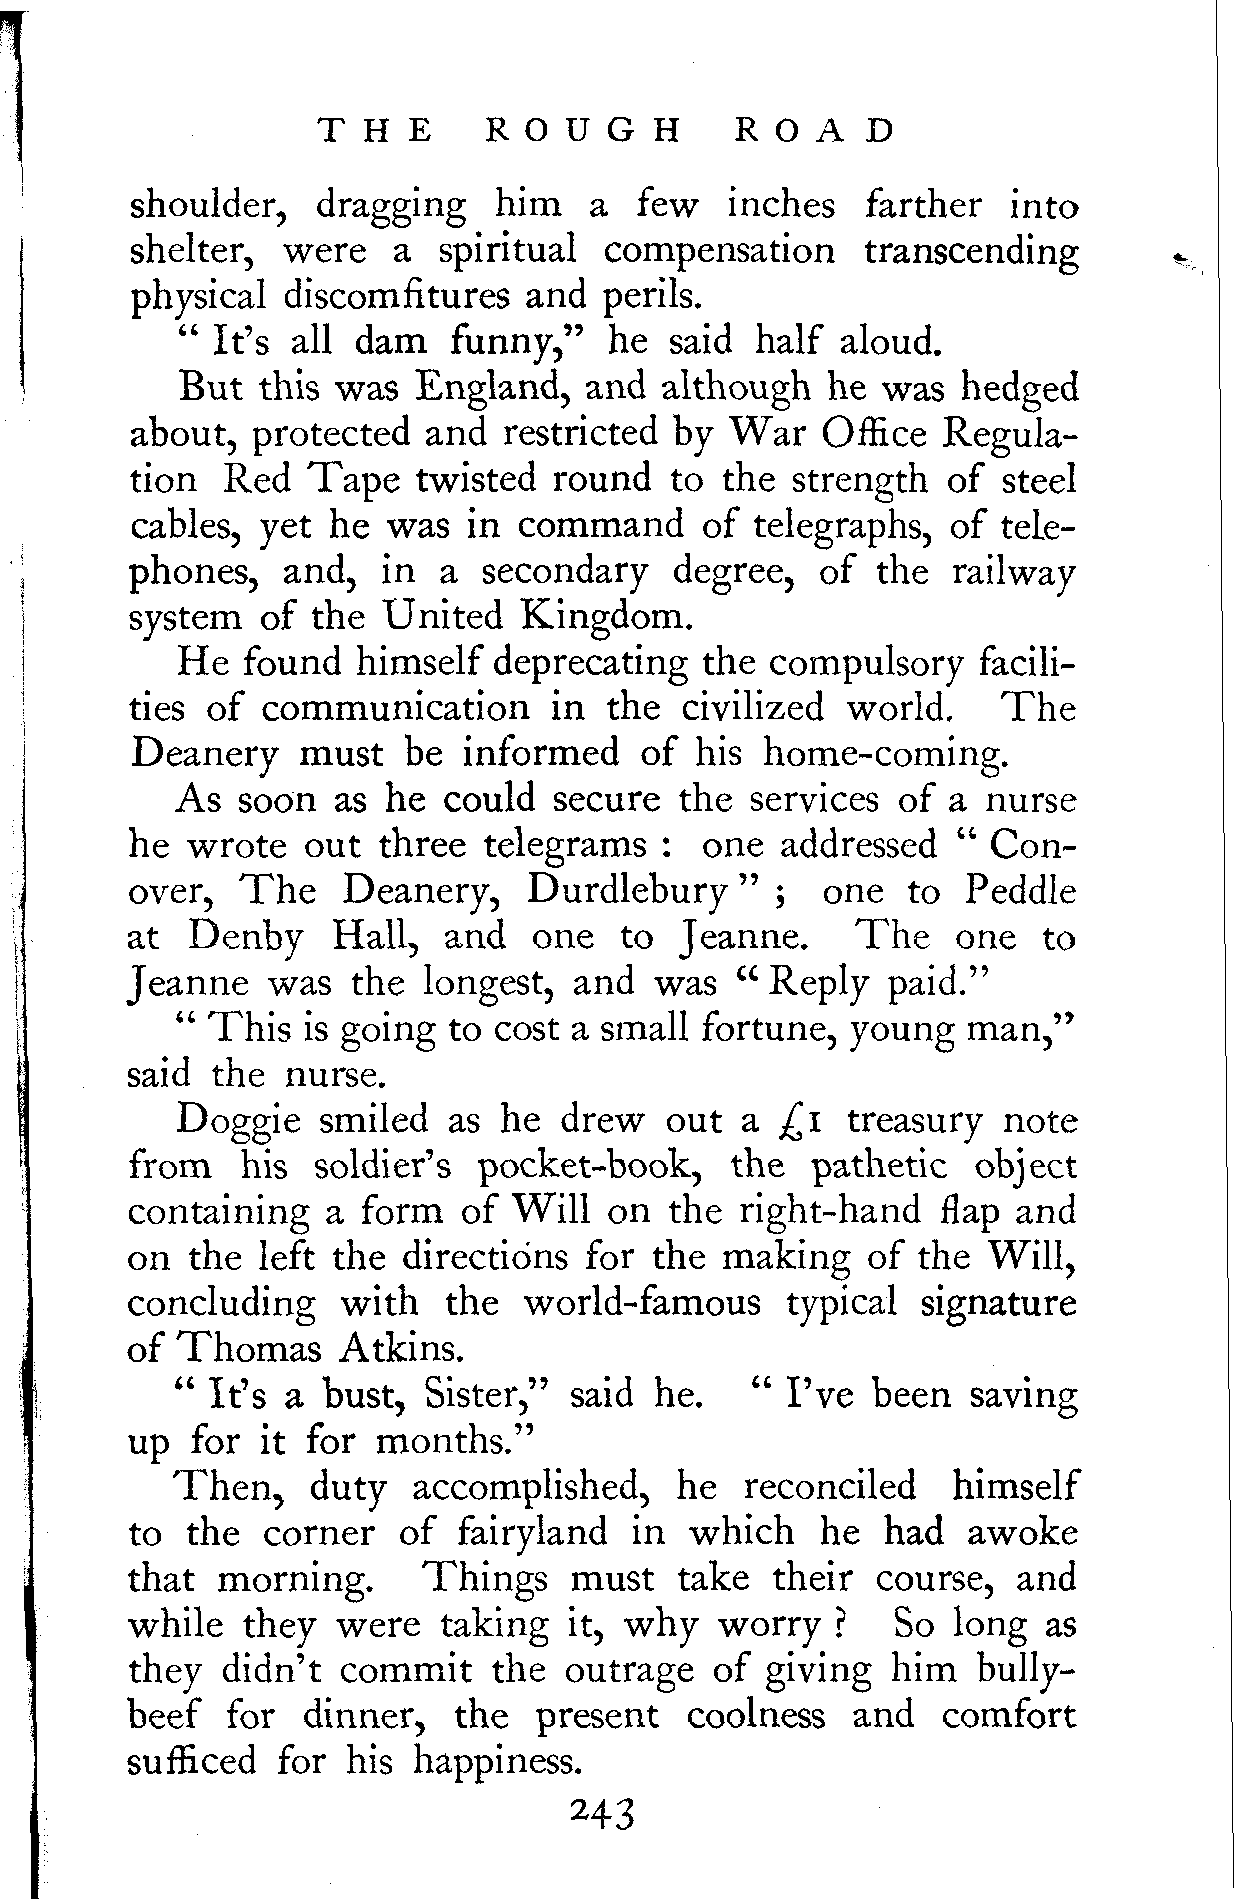 THE ROUGH ROAD
shoulder, dragging him a few inches farther into
shelter, were a spiritual compensation transcending
physical discomfitures and perils.
“ It’s all dam funny,” he said half aloud.
But this was England, and although he was hedged
about, protected and restricted by War Office Regula-
tion Red Tape twisted round to the strength of steel
cables, yet he was in command of telegraphs, of tele-
phones, and, in a secondary degree, of the railway
system of the United Kingdom.
He found himself deprecating the compulsory facili-
ties of communication in the civilized world. The
Deanery must be informed of his home-coming.
As soon as he could secure the services of a nurse
he wrote out three telegrams : one addressed “ Con-
over, The Deanery, Durdlebury ” ; one to Peddle
at Denby Hall, and one to Jeanne. The one to
Jeanne was the longest, and was “ Reply paid.”
“ This is going to cost a small fortune, young man,”
said the nurse.
Doggie smiled as he drew out a £1 treasury note
from his soldier’s pocket-book, the pathetic object
containing a form of Will on the right-hand flap and
on the left the directions for the making of the Will,
concluding with the world-famous typical signature
of Thomas Atkins.
“ It’s a bust, Sister,” said he. “ I’ve been saving
up for it for months.”
Then, duty accomplished, he reconciled himself
to the corner of fairyland in which he had awoke
that morning. Things must take their course, and
while they were taking it, why worry ? So long as
they didn’t commit the outrage of giving him bully-
beef for dinner, the present coolness and comfort
sufficed for his happiness.
243